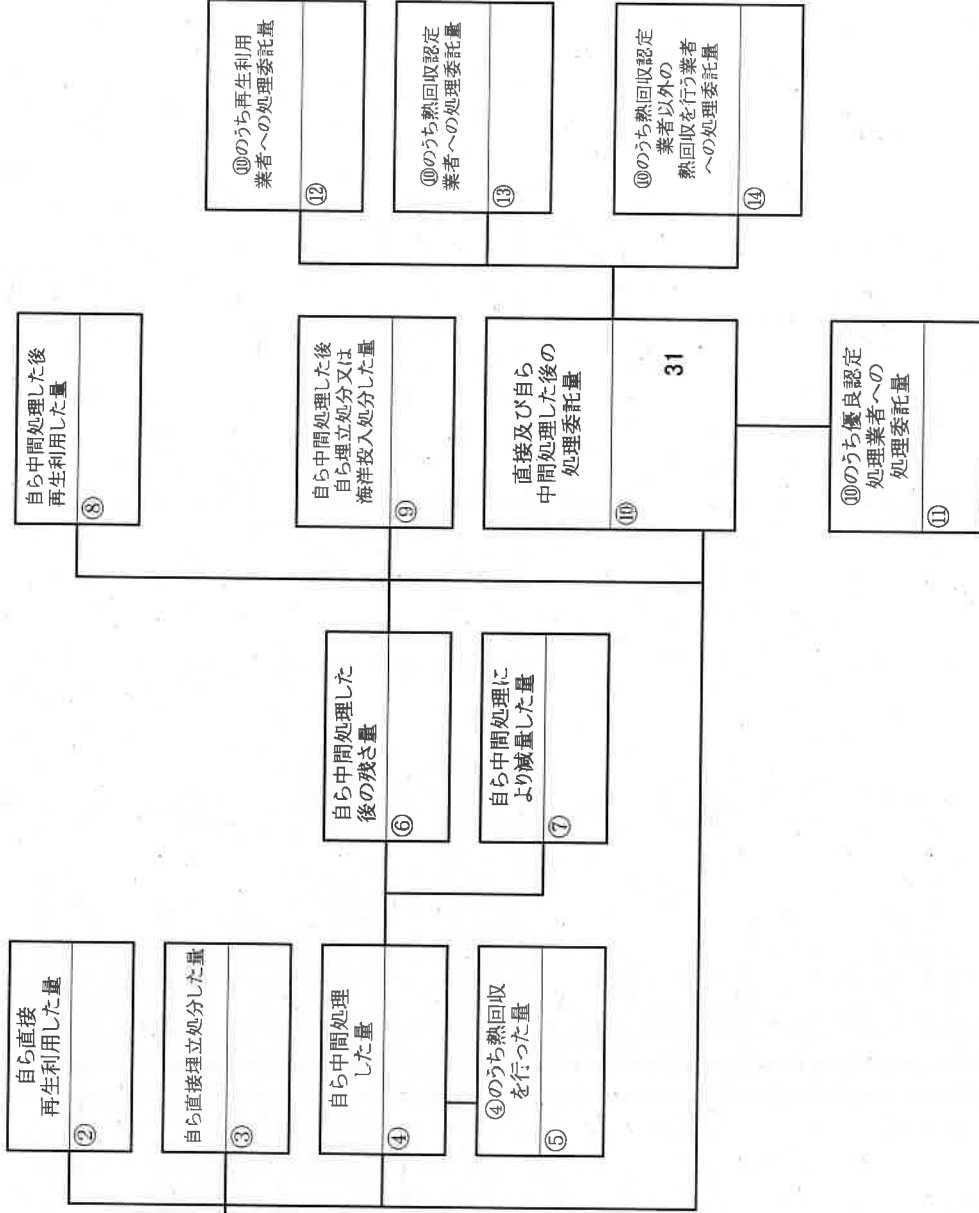 自ら直接
再生利用した量
②
自ら直接埋立処分した量
③
自ら中間処理
した量
④
④のうち熱回収
を行った量
⑤
自ら中間処理した
後の残さ量
⑥
自ら中間処理に
より減量した量
⑦
自ら中間処理した後
再生利用した量
⑧
自ら中間処理した後
自ら埋立処分又は
海洋投入処分した量
⑨
直接及び自ら
中間処理した後の
処理委託量
⑩
31
⑩のうち優良認定
処理業者への
処理委託量
⑪
⑩のうち再生利用
業者への処理委託量
⑫
⑩のうち熱回収認定
業者への処理委託量
⑬
⑩のうち熱回収認定
業者以外の
熱回収を行う業者
への処理委託量
⑭